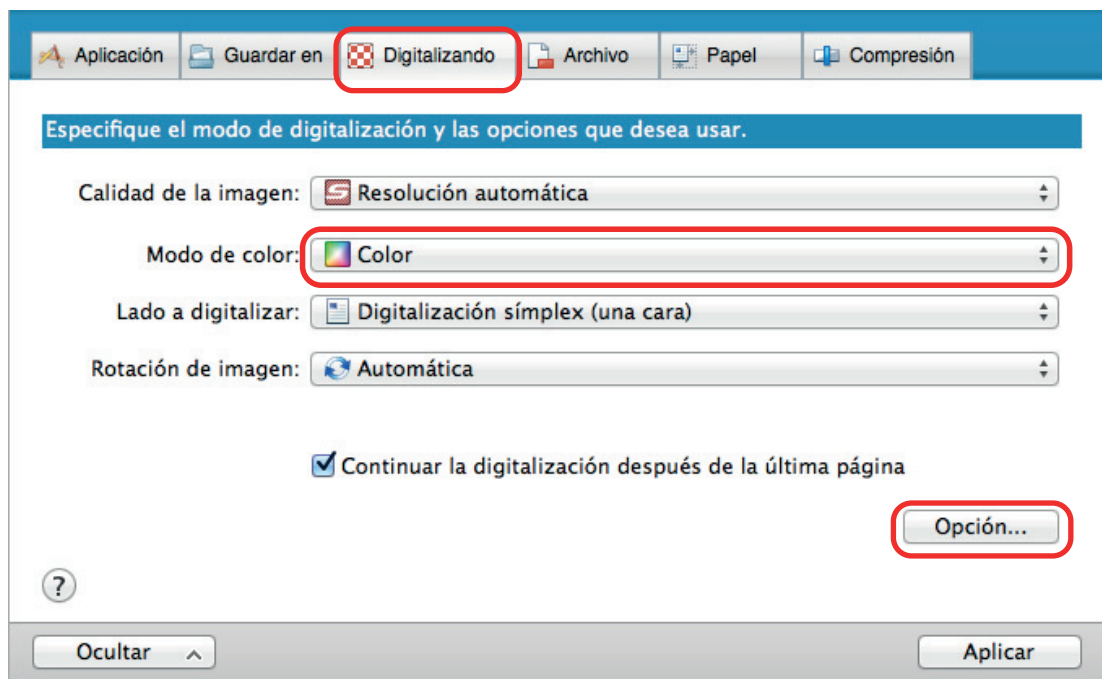 Aplicación Guardar en Digitalizando Archivo Papel Compresión
Especifique el modo de digitalización y las opciones que desea usar.
Calidad de la imagen: Resolución automática
Modo de color: Color
Lado a digitalizar: Digitalización símplex (una cara)
Rotación de imagen: Automática
Continuar la digitalización después de la última página
Opción...
?
Ocultar Aplicar